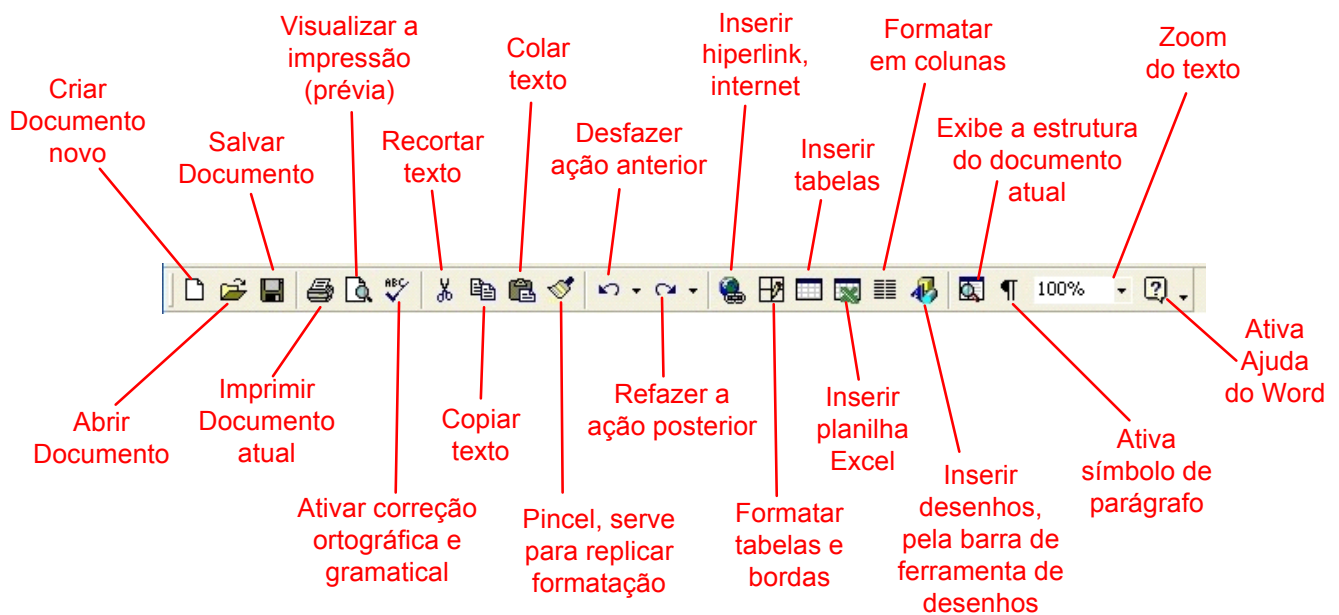 Criar
Documento
novo
Salvar
Documento
Visualizar a
impressão
(prévia)
Recortar
texto
Colar
texto
Desfazer
ação anterior
Inserir
hiperlink,
internet
Inserir
tabelas
Formatar
em colunas
Exibe a estrutura
do documento
atual
Zoom
do texto
ABC
100%
Abrir
Documento
Imprimir
Documento
atual
Ativar correção
ortográfica e
gramatical
Copiar
texto
Pincel, serve
para replicar
formatação
Refazer a
ação posterior
Formatar
tabelas e
bordas
Inserir
planilha
Excel
Inserir
desenhos,
pela barra de
ferramenta de
desenhos
Ativa
símbolo de
parágrafo
Ativa
Ajuda
do Word